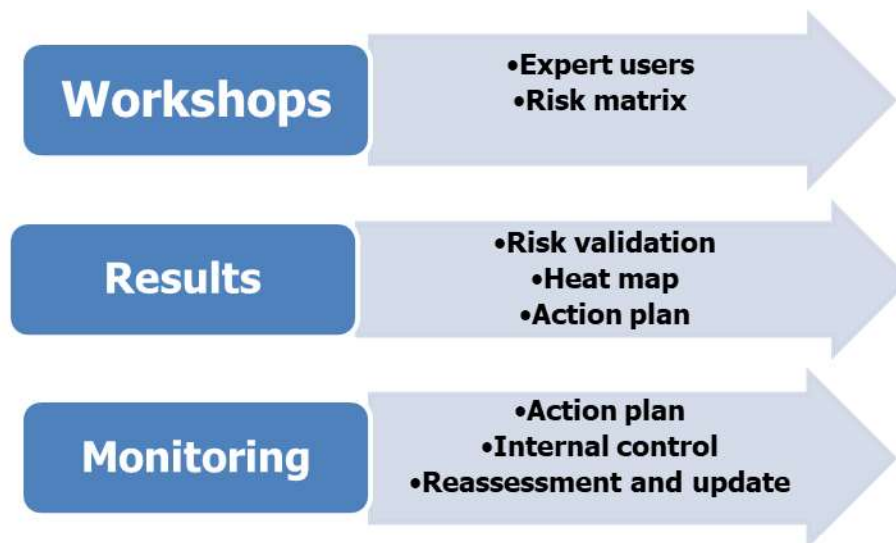 Workshops
•Expert users
•Risk matrix
Results
•Risk validation
•Heat map
•Action plan
Monitoring
•Action plan
•Internal control
•Reassessment and update